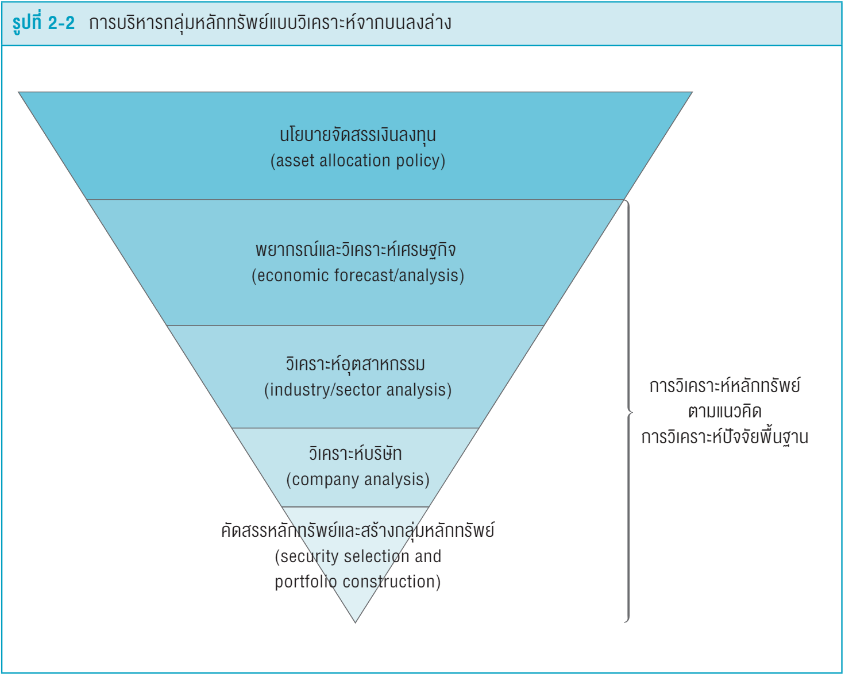 รูปที่ 2-2 การบริหารกลุ่มหลักทรัพย์แบบวิเคราะห์จากบนลงล่าง
นโยบายจัดสรรเงินลงทุน
(asset allocation policy)
พยากรณ์และวิเคราะห์เศรษฐกิจ
(economic forecast/analysis)
วิเคราะห์อุตสาหกรรม
(industry/sector analysis)
วิเคราะห์บริษัท
(company analysis)
คัดสรรหลักทรัพย์และสร้างกลุ่มหลักทรัพย์
(security selection and
portfolio construction)
การวิเคราะห์หลักทรัพย์
ตามแนวคิด
การวิเคราะห์ปัจจัยพื้นฐาน